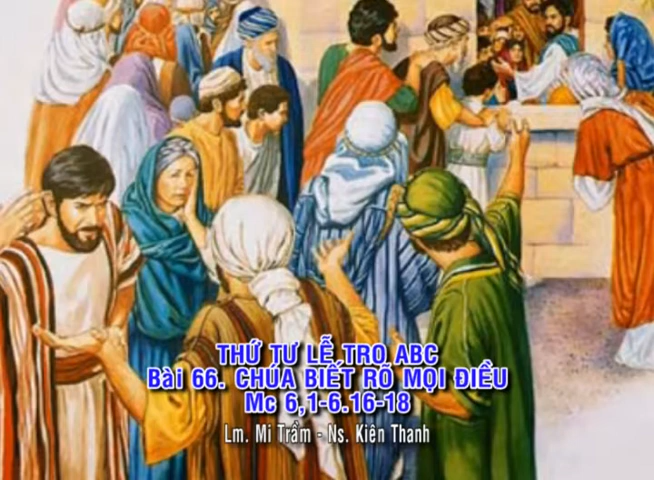 THỨ TƯ LỄ TRO ABC
Bài 66. CHÚA BIẾT RÕ MỌI ĐIỀU
Mc 6,1-6.16-18
Lm. Mi Trầm - Ns. Kiên Thanh